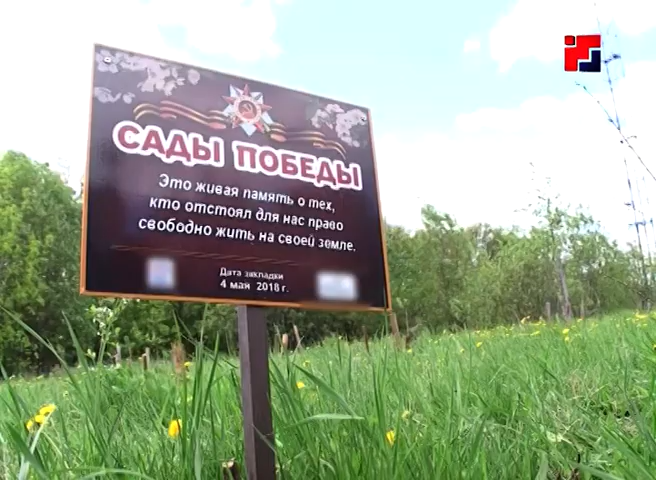 САДЫ ПОБЕДЫ
Это живая память о тех,
кто отстоял для нас право
свободно жить на своей земле.
Дата закладки
4 мая 2018 г.